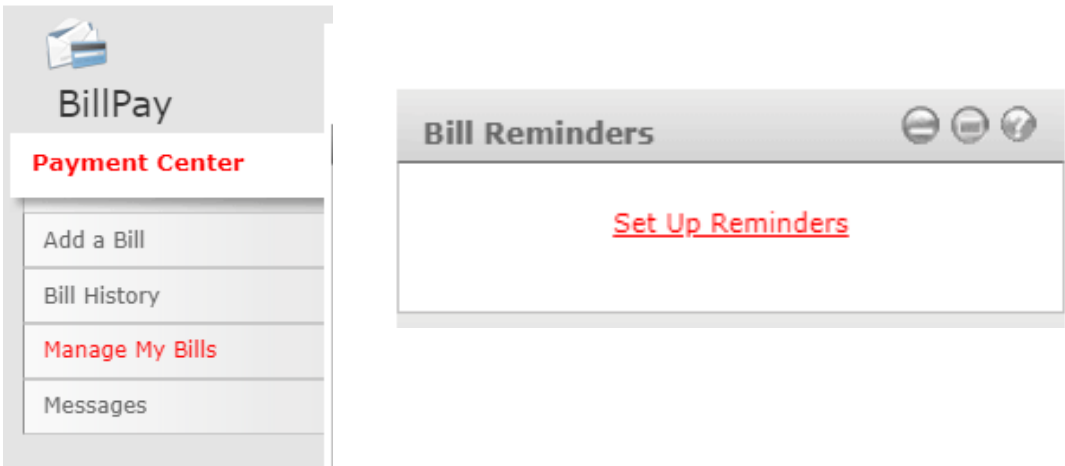 BillPay
Payment Center
Add a Bill
Bill History
Manage My Bills
Messages
Bill Reminders
?
Set Up Reminders